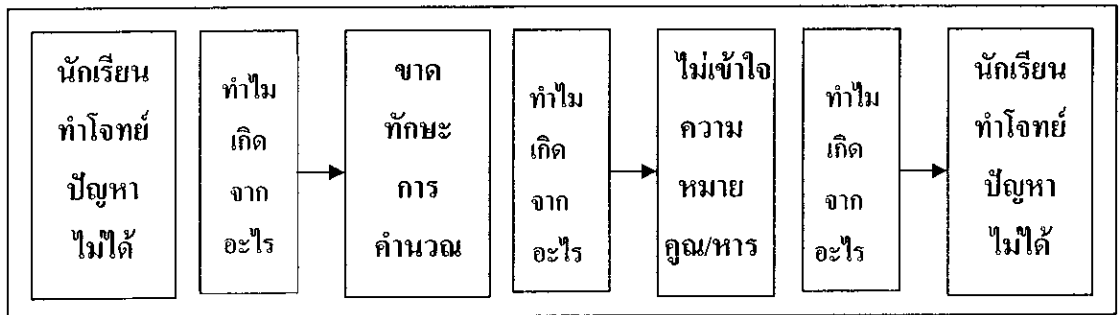 นักเรียน
ทำโจทย์
ปัญหา
ไม่ได้
ทำไม
เกิด
จาก
อะไร
ขาด
ทักษะ
การ
คำนวณ
ทำไม
เกิด
จาก
อะไร
ไม่เข้าใจ
ความ
หมาย
คูณ/หาร
ทำไม
เกิด
จาก
อะไร
นักเรียน
ทำโจทย์
ปัญหา
ไม่ได้